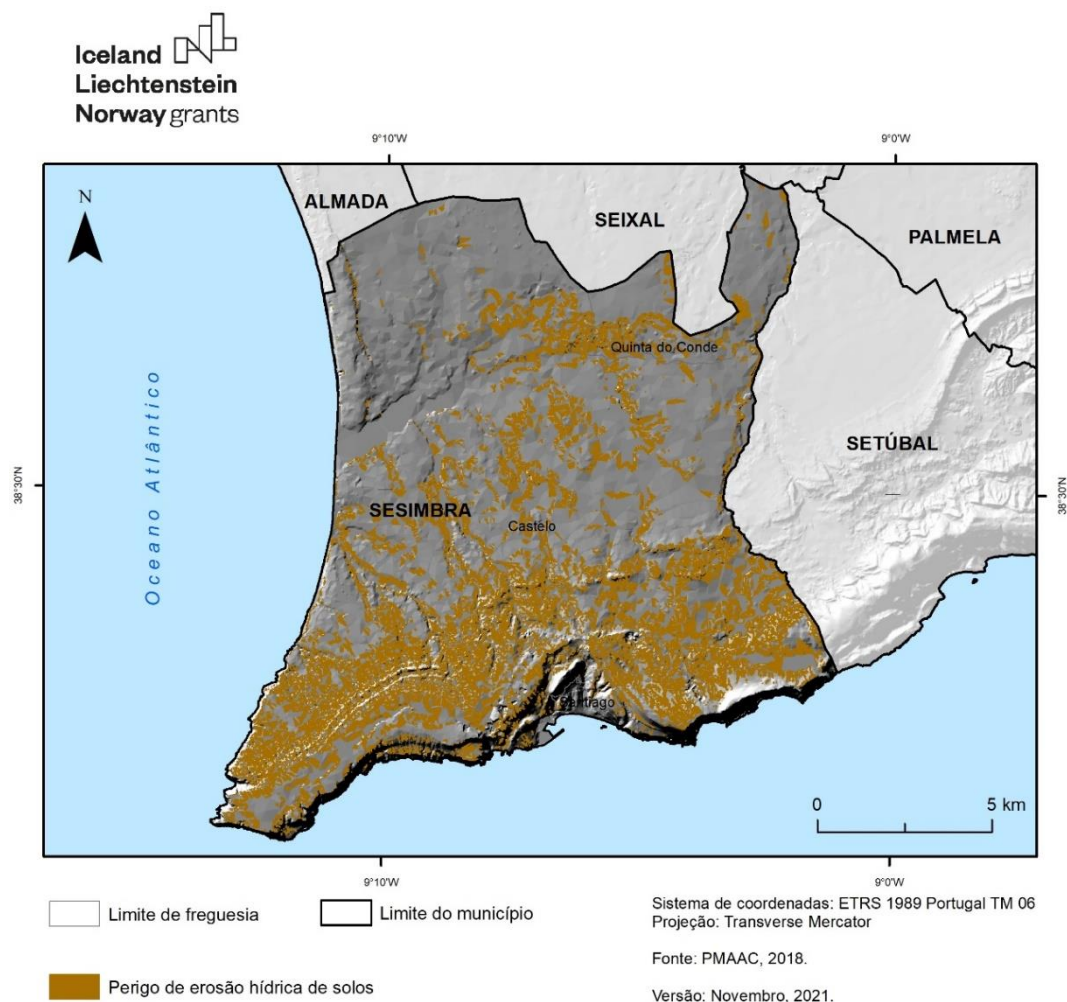 Iceland
Liechtenstein
Norway grants
9°10'W
9°0'W
N
ALMADA
SEIXAL
PALMELA
Quinta do Conde
SETÚBAL
Oceano Atlântico
38°30'N
38°30'N
SESIMBRA
Castelo
Santiago
0
5 km
9°10'W
9°0'W
Limite de freguesia
Limite do município
Perigo de erosão hídrica de solos
Sistema de coordenadas: ETRS 1989 Portugal TM 06
Projeção: Transverse Mercator
Fonte: PMAAC, 2018.
Versão: Novembro, 2021.